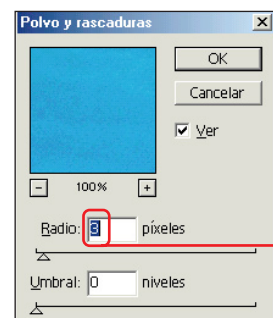 Polvo y rascaduras
OK
Cancelar
Ver
- 100% +
Radio: 3 píxeles
Umbral: 0 niveles